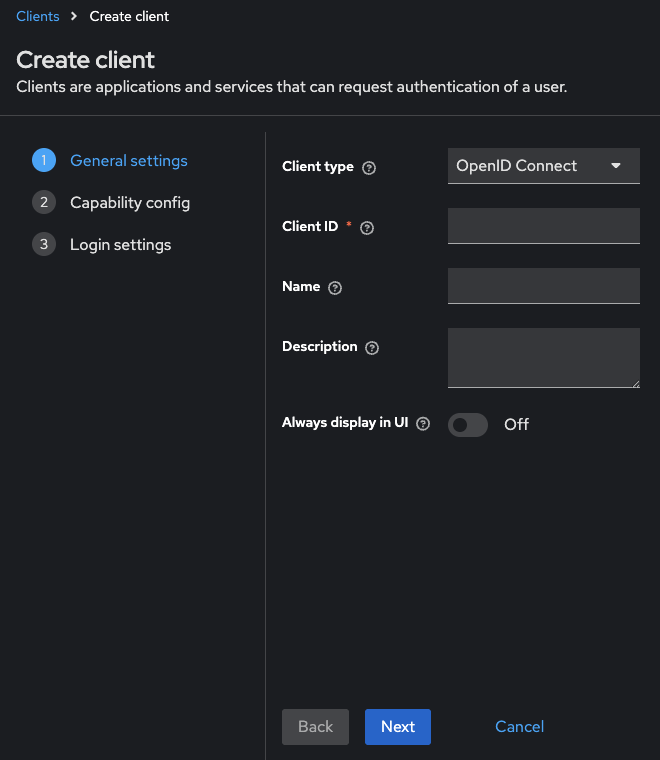 Clients > Create client
Create client
Clients are applications and services that can request authentication of a user.
1 General settings
2 Capability config
3 Login settings
Client type ? OpenID Connect
Client ID * ?
Name ?
Description ?
Always display in UI ? Off
Back Next Cancel